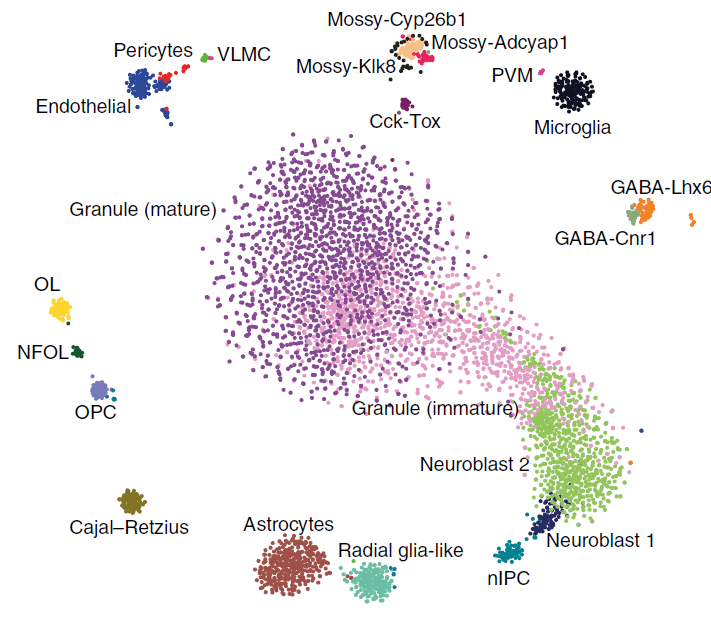 Mossy-Cyp26b1
Pericytes
VLMC
Mossy-Adcyap1
Mossy-Klk8
PVM
Endothelial
Cck-Tox
Microglia
GABA-Lhx6
Granule (mature)
GABA-Cnr1
OL
NFOL
OPC
Granule (immature)
Neuroblast 2
Cajal–Retzius
Astrocytes
Neuroblast 1
Radial glia-like
nIPC